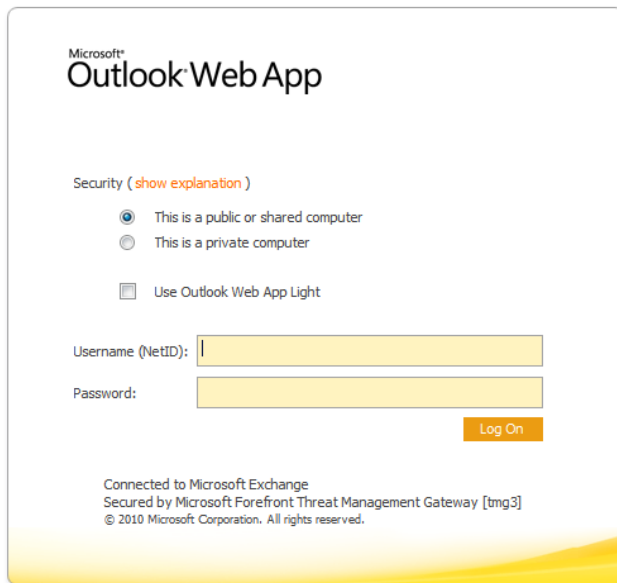 Microsoft®
Outlook® Web App
Security ( show explanation )
This is a public or shared computer
This is a private computer
Use Outlook Web App Light
Username (NetID):
Password:
Log On
Connected to Microsoft Exchange
Secured by Microsoft Forefront Threat Management Gateway [tmg3]
© 2010 Microsoft Corporation. All rights reserved.